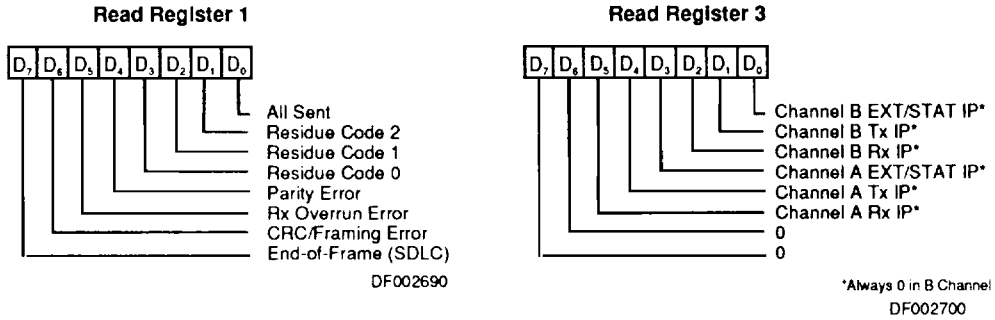 Read Register 1
D7 D6 D5 D4 D3 D2 D1 D0
All Sent
Residue Code 2
Residue Code 1
Residue Code 0
Parity Error
Rx Overrun Error
CRC/Framing Error
End-of-Frame (SDLC)
DF002690
Read Register 3
D7 D6 D5 D4 D3 D2 D1 D0
Channel B EXT/STAT IP*
Channel B Tx IP*
Channel B Rx IP*
Channel A EXT/STAT IP*
Channel A Tx IP*
Channel A Rx IP*
0
0
*Always 0 in B Channel
DF002700